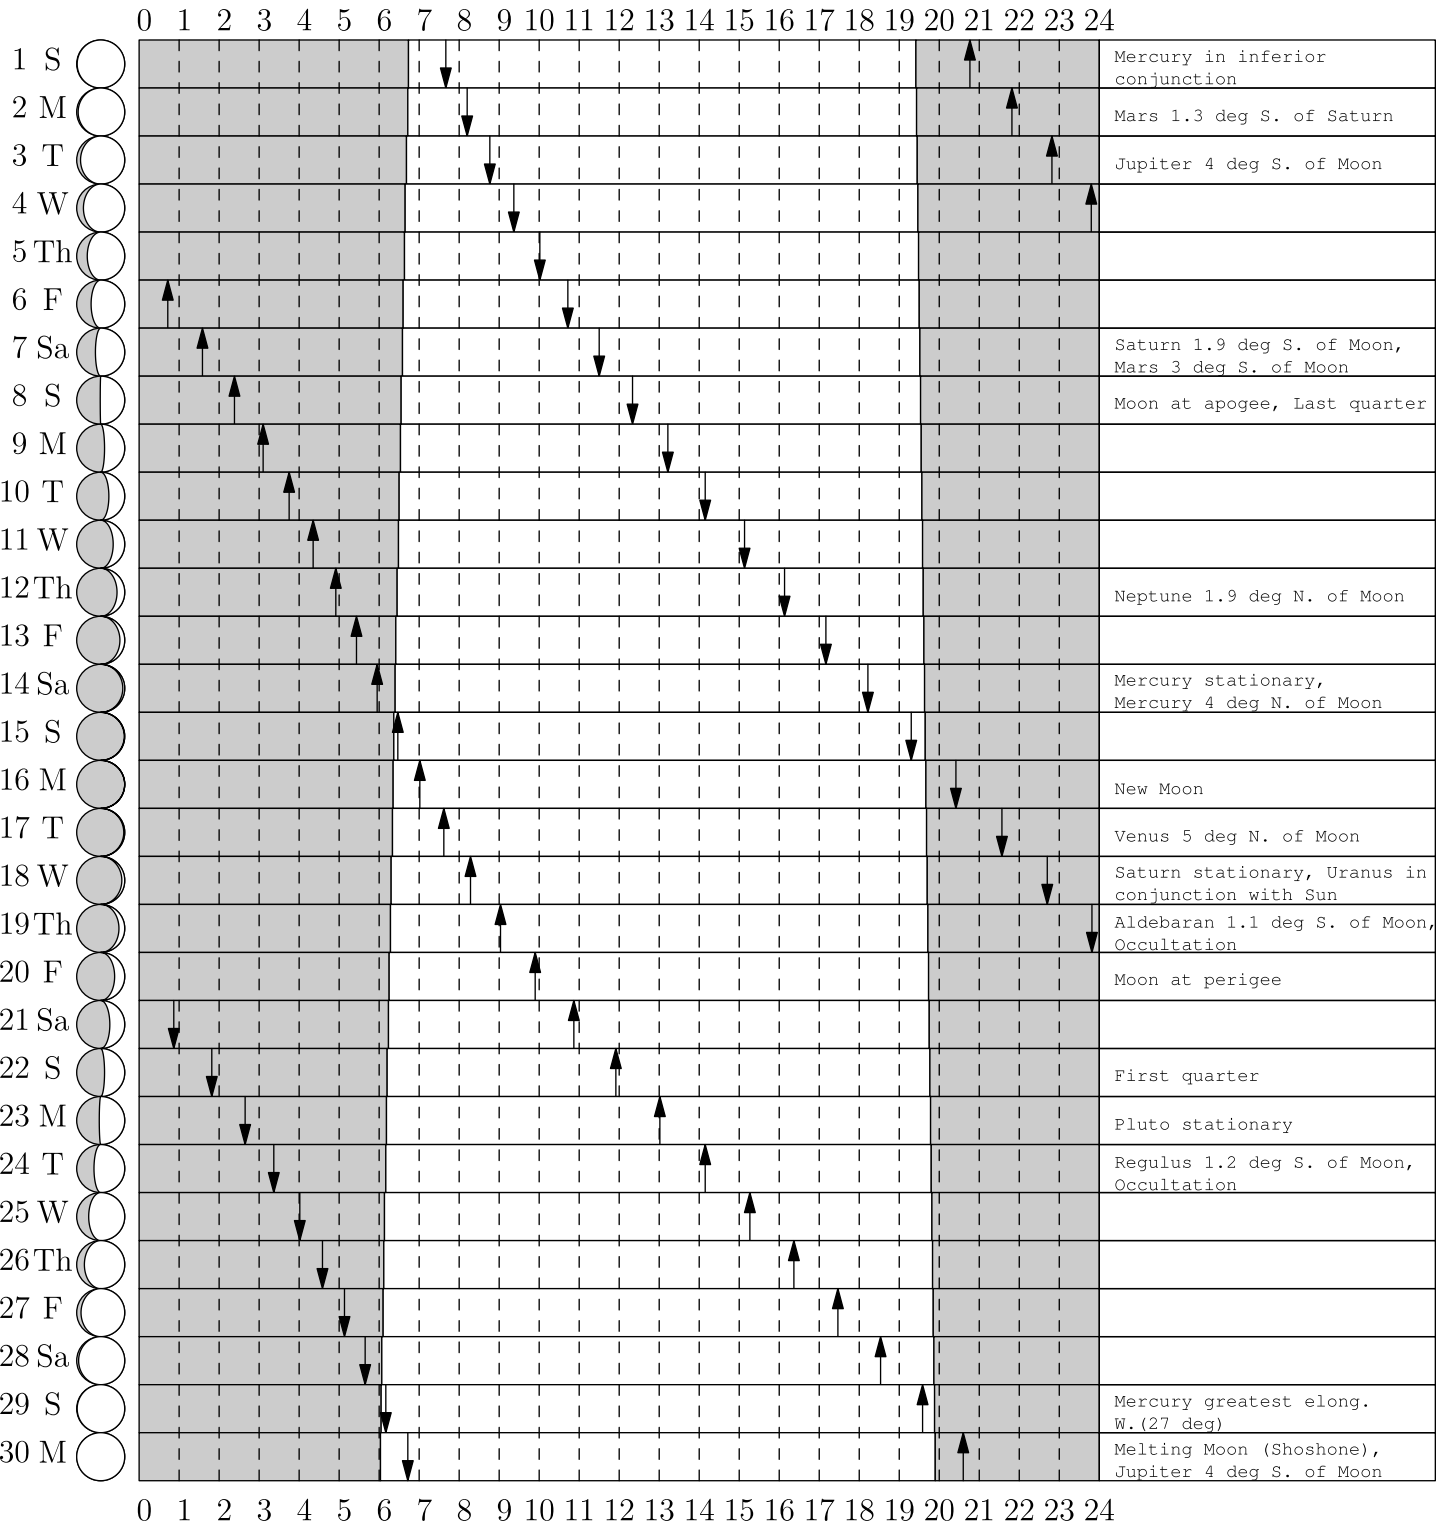 0 1 2 3 4 5 6 7 8 9 10 11 12 13 14 15 16 17 18 19 20 21 22 23 24
1 S Mercury in inferior
conjunction
2 M Mars 1.3 deg S. of Saturn
3 T Jupiter 4 deg S. of Moon
4 W
5 Th
6 F
7 Sa Saturn 1.9 deg S. of Moon,
Mars 3 deg S. of Moon
8 S Moon at apogee, Last quarter
9 M
10 T
11 W
12 Th Neptune 1.9 deg N. of Moon
13 F
14 Sa Mercury stationary,
Mercury 4 deg N. of Moon
15 S
16 M New Moon
17 T Venus 5 deg N. of Moon
18 W Saturn stationary, Uranus in
conjunction with Sun
19 Th Aldebaran 1.1 deg S. of Moon,
Occultation
20 F Moon at perigee
21 Sa
22 S First quarter
23 M Pluto stationary
24 T Regulus 1.2 deg S. of Moon,
Occultation
25 W
26 Th
27 F
28 Sa
29 S Mercury greatest elong.
W.(27 deg)
30 M Melting Moon (Shoshone),
Jupiter 4 deg S. of Moon
0 1 2 3 4 5 6 7 8 9 10 11 12 13 14 15 16 17 18 19 20 21 22 23 24